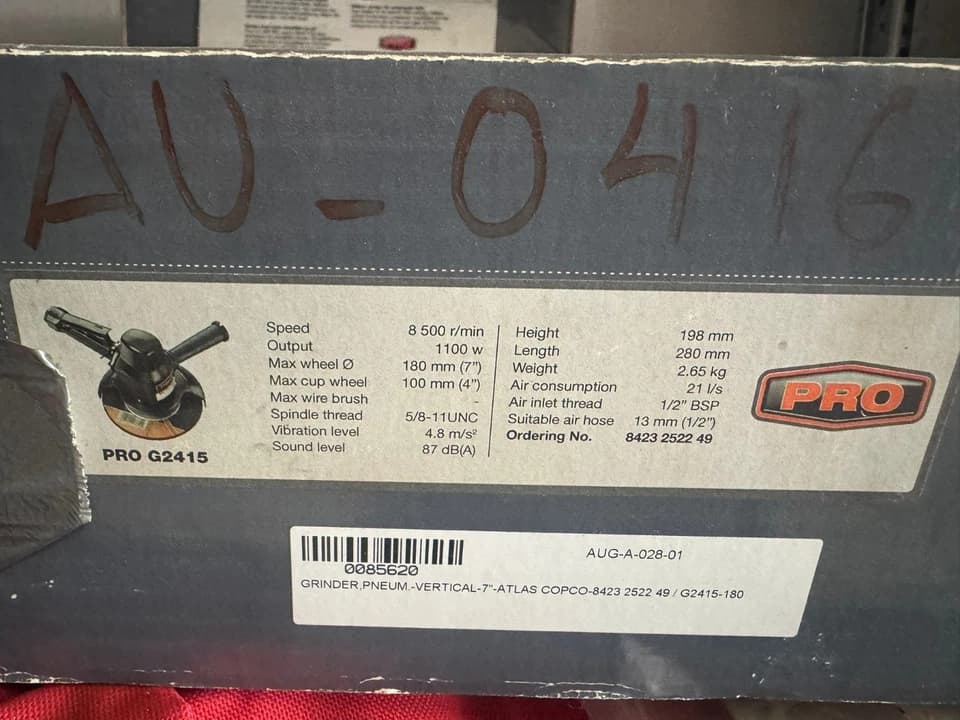 AU-0416
Speed 8 500 r/min
Output 1100 w
Max wheel Ø 180 mm (7")
Max cup wheel 100 mm (4")
Max wire brush -
Spindle thread 5/8-11UNC
Vibration level 4.8 m/s²
Sound level 87 dB(A)
Height 198 mm
Length 280 mm
Weight 2.65 kg
Air consumption 21 l/s
Air inlet thread 1/2" BSP
Suitable air hose 13 mm (1/2")
Ordering No. 8423 2522 49
PRO
PRO G2415
AUG-A-028-01
0085620
GRINDER,PNEUM.-VERTICAL-7"-ATLAS COPCO-8423 2522 49 / G2415-180